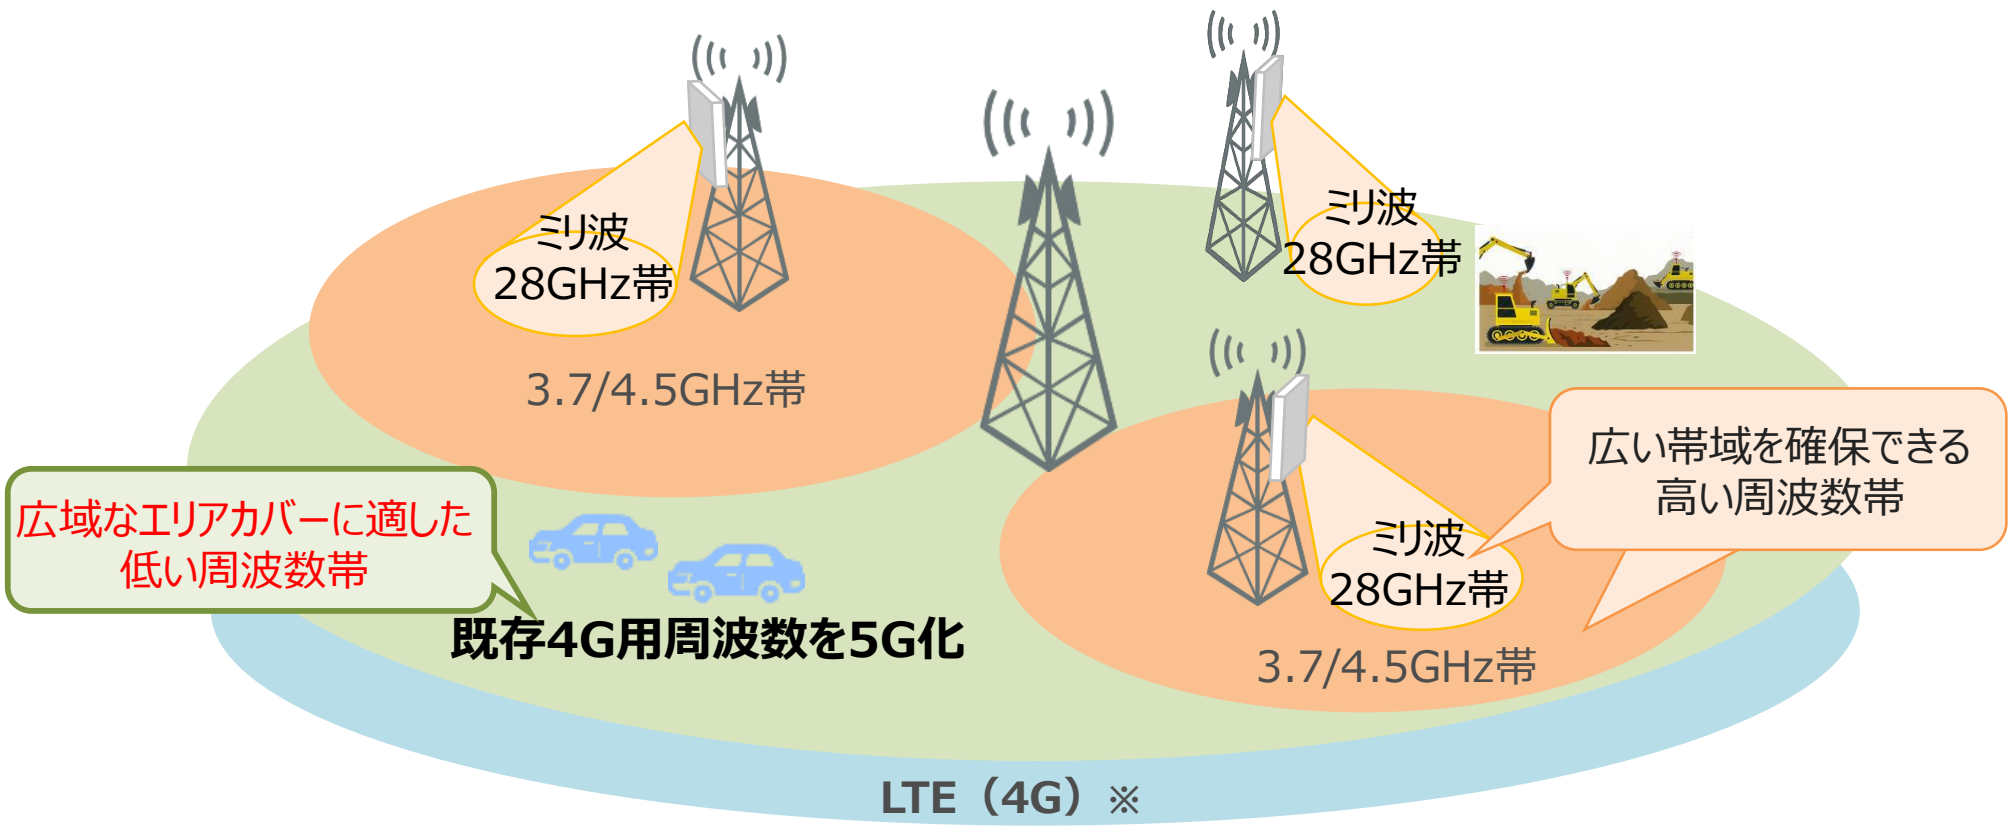 ミリ波
28GHz帯
ミリ波
28GHz帯
3.7/4.5GHz帯
広い帯域を確保できる
高い周波数帯
広域なエリアカバーに適した
低い周波数帯
ミリ波
28GHz帯
既存4G用周波数を5G化
3.7/4.5GHz帯
LTE（4G）※